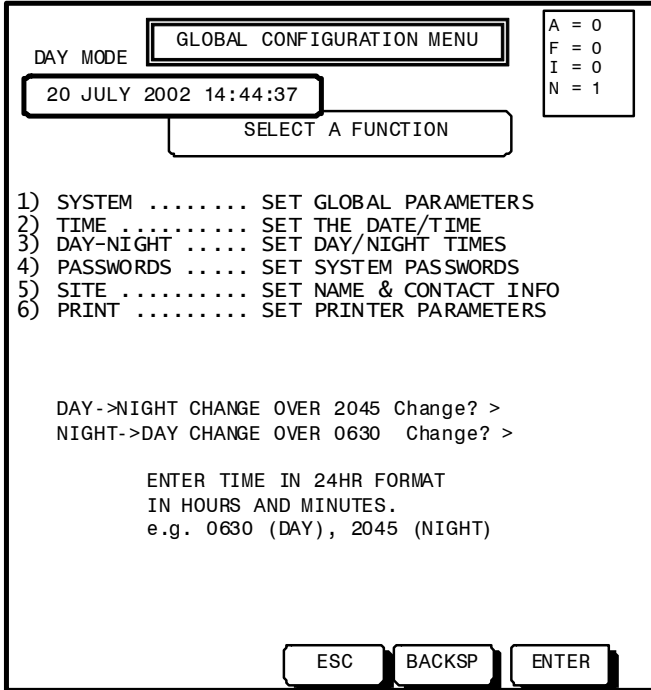 GLOBAL CONFIGURATION MENU
A = 0
F = 0
I = 0
N = 1
DAY MODE
20 JULY 2002 14:44:37
SELECT A FUNCTION
1) SYSTEM ........ SET GLOBAL PARAMETERS
2) TIME .......... SET THE DATE/TIME
3) DAY-NIGHT ..... SET DAY/NIGHT TIMES
4) PASSWORDS ..... SET SYSTEM PASSWORDS
5) SITE .......... SET NAME & CONTACT INFO
6) PRINT ......... SET PRINTER PARAMETERS
DAY->NIGHT CHANGE OVER 2045 Change? >
NIGHT->DAY CHANGE OVER 0630 Change? >
ENTER TIME IN 24HR FORMAT
IN HOURS AND MINUTES.
e.g. 0630 (DAY), 2045 (NIGHT)
ESC BACKSP ENTER